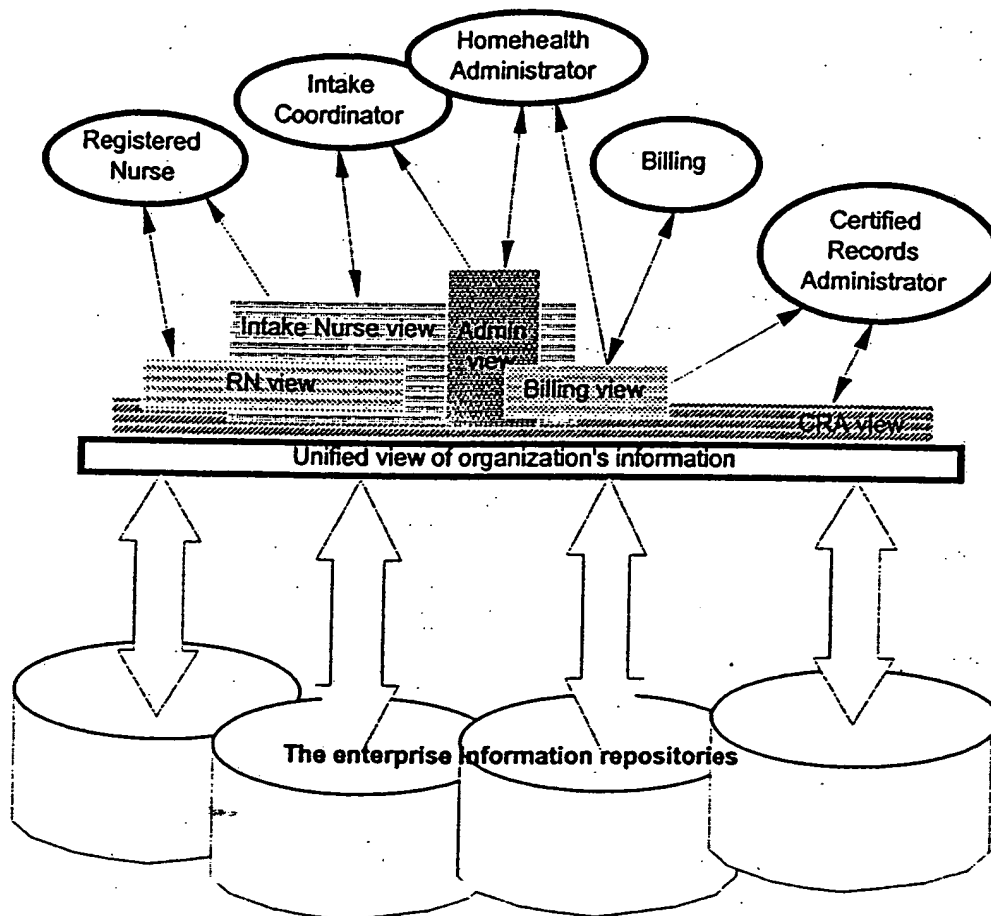 Homehealth
Administrator
Intake
Coordinator
Registered
Nurse
Billing
Certified
Records
Administrator
Intake Nurse view
Admin
view
RN view
Billing view
CRA view
Unified view of organization's information
The enterprise information repositories